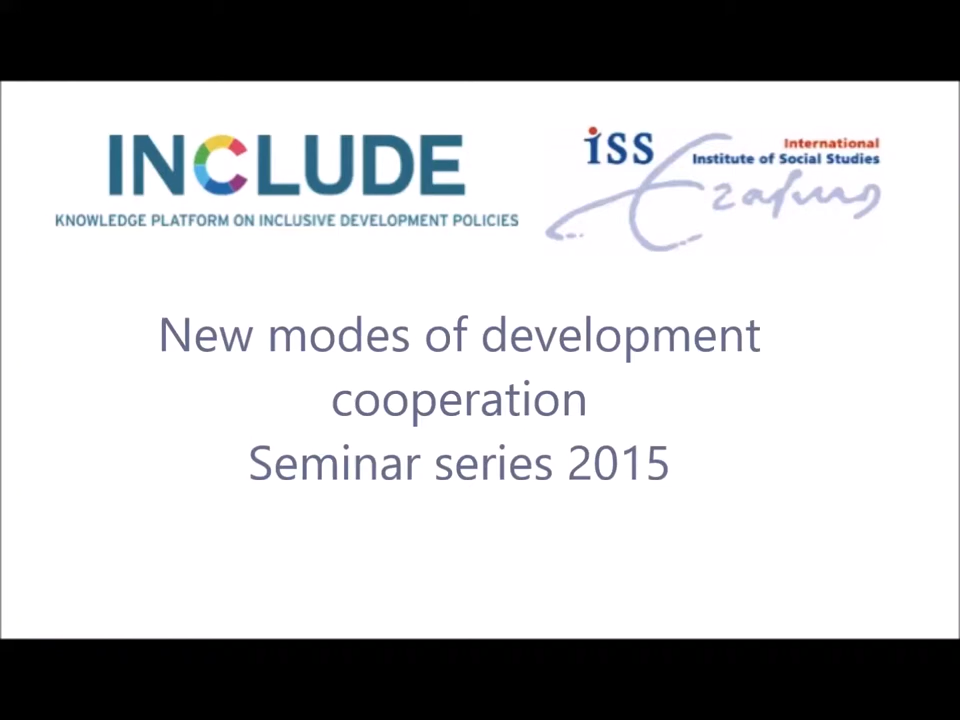 INCLUDE
KNOWLEDGE PLATFORM ON INCLUSIVE DEVELOPMENT POLICIES
iss
International
Institute of Social Studies
Erasmus
New modes of development
cooperation
Seminar series 2015